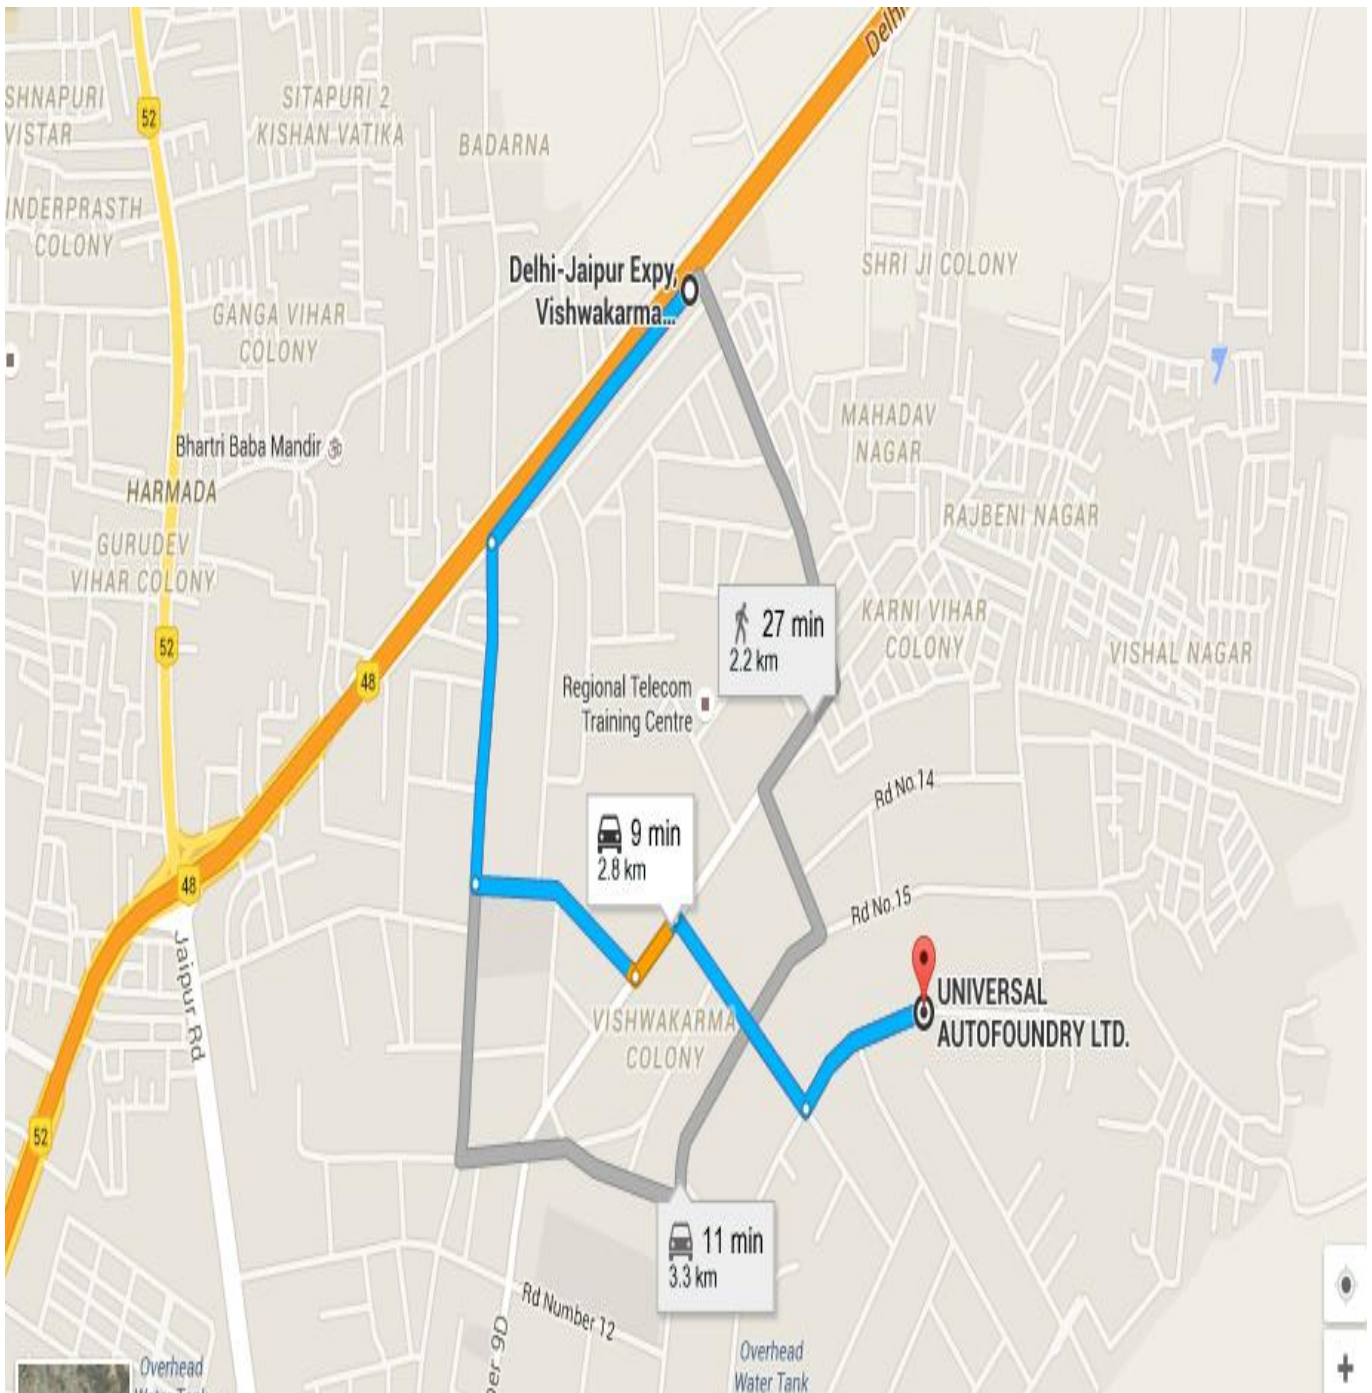 Delhi
SHNAPURI
VISTAR
52
SITAPURI 2
KISHAN VATIKA
BADARNA
INDERPRASTH
COLONY
Delhi-Jaipur Expy,
Vishwakarma...
SHRI JI COLONY
GANGA VIHAR
COLONY
MAHADAV
NAGAR
Bhartri Baba Mandir
HARMADA
RAJBENI NAGAR
GURUDEV
VIHAR COLONY
27 min
2.2 km
KARNI VIHAR
COLONY
VISHAL NAGAR
52
48
Regional Telecom
Training Centre
Rd No.14
9 min
2.8 km
48
Rd No.15
Jaipur Rd
UNIVERSAL
AUTOFOUNDRY LTD.
VISHWAKARMA
COLONY
52
11 min
3.3 km
Rd Number 12
per 9D
Overhead
Water Tank
Overhead
Water Tank